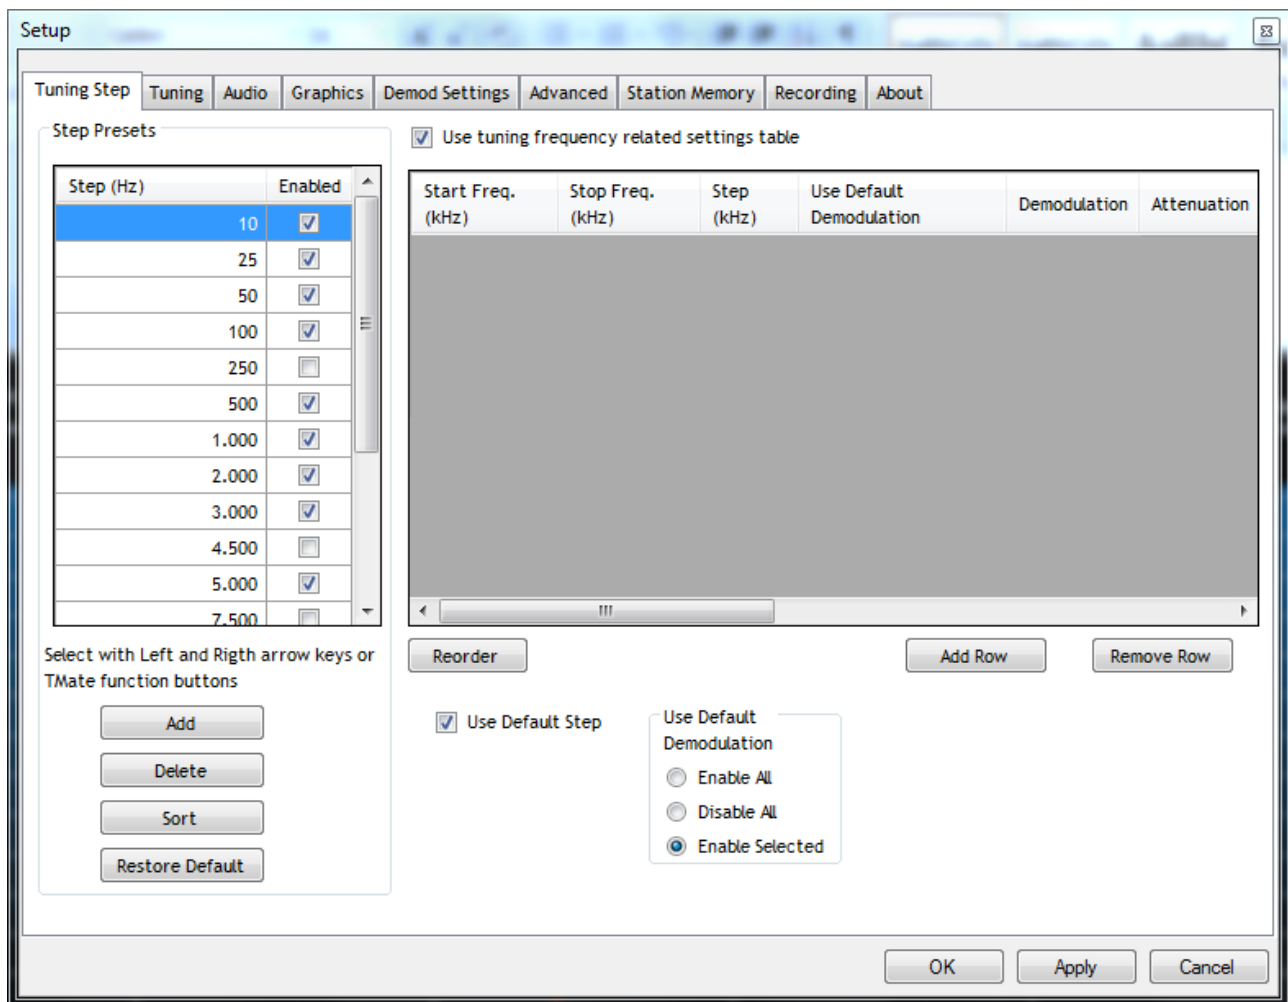 Setup
Tuning Step Tuning Audio Graphics Demod Settings Advanced Station Memory Recording About
Step Presets
Step (Hz) Enabled
10
25
50
100
250
500
1.000
2.000
3.000
4.500
5.000
7.500
Select with Left and Rigth arrow keys or
TMate function buttons
Add
Delete
Sort
Restore Default
Use tuning frequency related settings table
Start Freq. (kHz) Stop Freq. (kHz) Step (kHz) Use Default Demodulation Demodulation Attenuation
Reorder Add Row Remove Row
Use Default Step
Use Default
Demodulation
Enable All
Disable All
Enable Selected
OK Apply Cancel